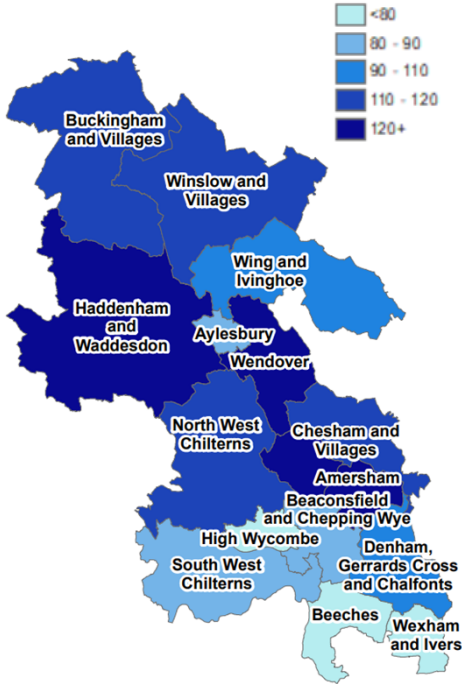 <80
80 - 90
90 - 110
110 - 120
120+
Buckingham
and Villages
Winslow and
Villages
Wing and
Ivinghoe
Haddenham
and
Waddesdon
Aylesbury
Wendover
North West
Chilterns
Chesham and
Villages
Amersham
Beaconsfield
and Chepping Wye
High Wycombe
South West
Chilterns
Denham,
Gerrards Cross
and Chalfonts
Beeches
Wexham
and Ivers